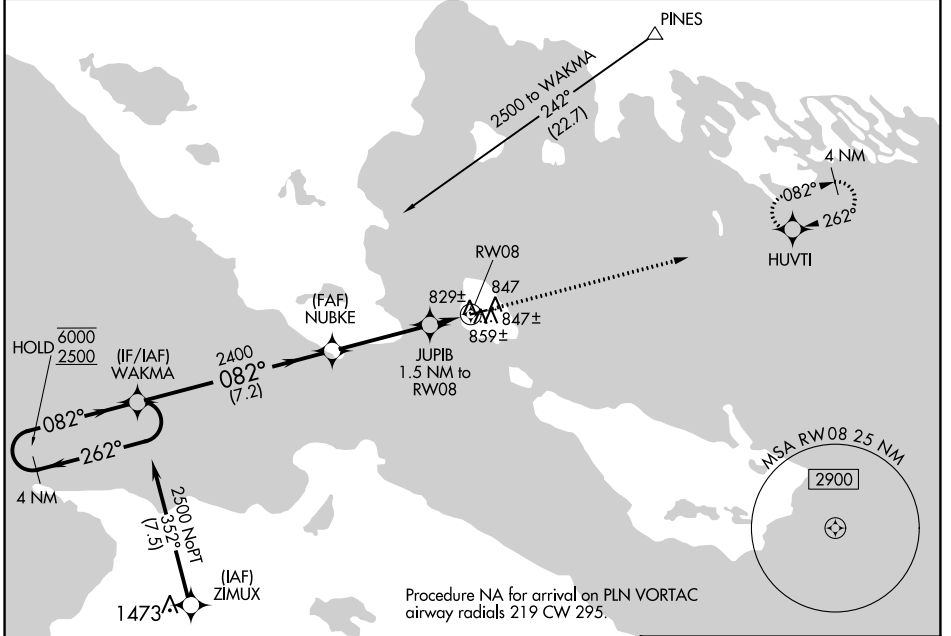 PINES
2500 to WAKMA
242°
(22.7)
4 NM
082°
262°
HUVTI
RW08
829±
847
847±
859±
(FAF)
NUBKE
JUPIB
1.5 NM to
RW08
HOLD
6000
2500
(IF/IAF)
WAKMA
2400
082°
(7.2)
082°
262°
4 NM
2500 NoPT
352°
(7.5)
(IAF)
ZIMUX
1473
MSA RW08 25 NM
2900
Procedure NA for arrival on PLN VORTAC
airway radials 219 CW 295.